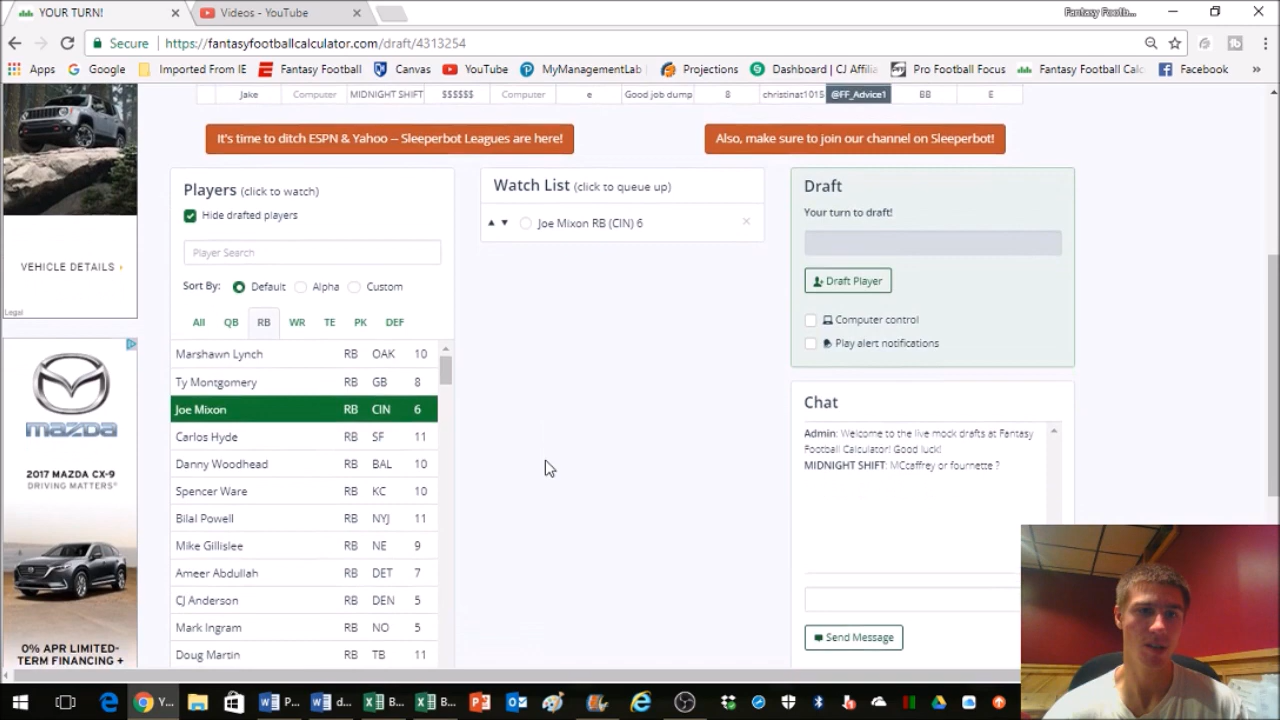 YOUR TURN!
Videos - YouTube
Fantasy Footb...
Secure
https://fantasyfootballcalculator.com/draft/4313254
Apps
Google
Imported From IE
Fantasy Football
Canvas
YouTube
MyManagementLab
Projections
Dashboard | CJ Affilia
Pro Football Focus
Fantasy Football Calc
Facebook
»
Jake
Computer
MIDNIGHT SHIFT
$$$$$$
Computer
e
Good job dump
8
christinat1015
@FF_Advice1
BB
E
It's time to ditch ESPN & Yahoo -- Sleeperbot Leagues are here!
Also, make sure to join our channel on Sleeperbot!
VEHICLE DETAILS ›
Legal
mazda
2017 MAZDA CX-9
DRIVING MATTERS®
0% APR LIMITED-
TERM FINANCING +
Players (click to watch)
Hide drafted players
Player Search
Sort By:
Default
Alpha
Custom
All
QB
RB
WR
TE
PK
DEF
Marshawn Lynch RB OAK 10
Ty Montgomery RB GB 8
Joe Mixon RB CIN 6
Carlos Hyde RB SF 11
Danny Woodhead RB BAL 10
Spencer Ware RB KC 10
Bilal Powell RB NYJ 11
Mike Gillislee RB NE 9
Ameer Abdullah RB DET 7
CJ Anderson RB DEN 5
Mark Ingram RB NO 5
Doug Martin RB TB 11
Watch List (click to queue up)
Joe Mixon RB (CIN) 6
Draft
Your turn to draft!
Draft Player
Computer control
Play alert notifications
Chat
Admin: Welcome to the live mock drafts at Fantasy
Football Calculator! Good luck!
MIDNIGHT SHIFT: MCcaffrey or fournette ?
Send Message
Y...
P...
d...
B...
B...